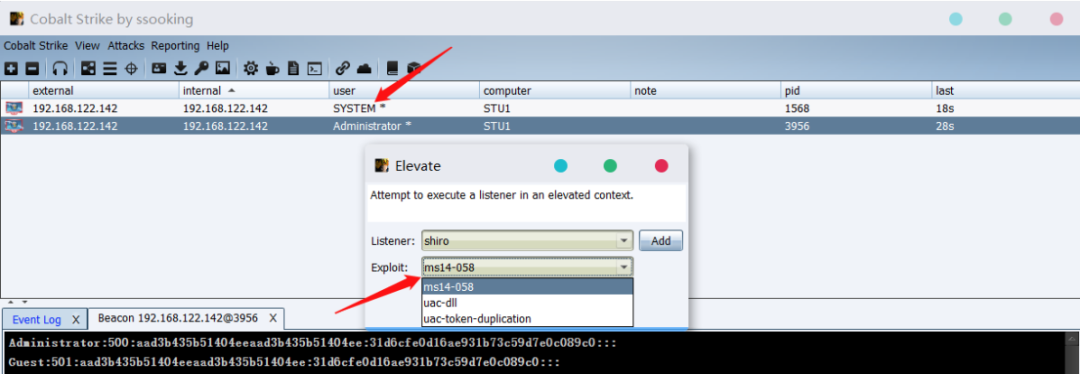 Cobalt Strike by ssooking
Cobalt Strike View Attacks Reporting Help
external internal ▲ user computer note pid last
192.168.122.142 192.168.122.142 SYSTEM * STU1 1568 18s
192.168.122.142 192.168.122.142 Administrator * STU1 3956 28s
Elevate
Attempt to execute a listener in an elevated context.
Listener: shiro Add
Exploit: ms14-058
ms14-058
uac-dll
uac-token-duplication
Event Log X Beacon 192.168.122.142@3956 X
Administrator:500:aad3b435b51404eeaad3b435b51404ee:31d6cfe0d16ae931b73c59d7e0c089c0:::
Guest:501:aad3b435b51404eeaad3b435b51404ee:31d6cfe0d16ae931b73c59d7e0c089c0:::